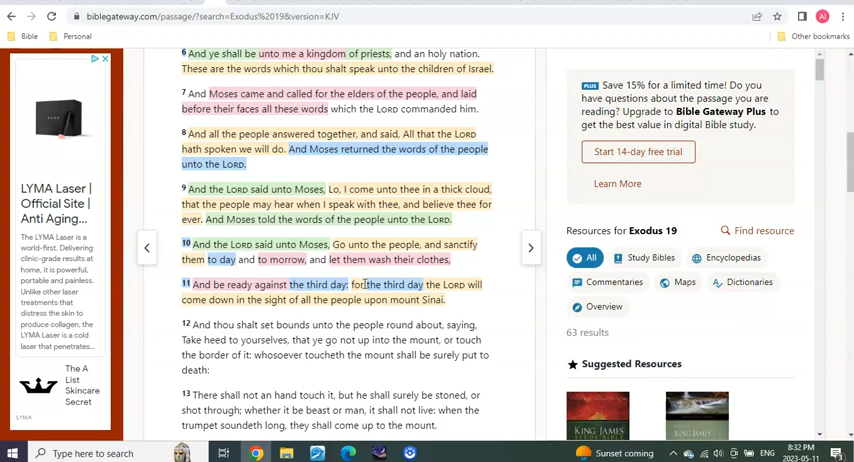 biblegateway.com/passage/?search=Exodus%2019&version=KJV
AI
Bible
Personal
Other bookmarks
6 And ye shall be unto me a kingdom of priests, and an holy nation.
These are the words which thou shalt speak unto the children of Israel.
7 And Moses came and called for the elders of the people, and laid
before their faces all these words which the LORD commanded him.
8 And all the people answered together, and said, All that the LORD
hath spoken we will do. And Moses returned the words of the people
unto the LORD.
9 And the LORD said unto Moses, Lo, I come unto thee in a thick cloud,
that the people may hear when I speak with thee, and believe thee for
ever. And Moses told the words of the people unto the LORD.
10 And the LORD said unto Moses, Go unto the people, and sanctify
them to day and to morrow, and let them wash their clothes,
11 And be ready against the third day: for the third day the LORD will
come down in the sight of all the people upon mount Sinai.
12 And thou shalt set bounds unto the people round about, saying,
Take heed to yourselves, that ye go not up into the mount, or touch
the border of it: whosoever toucheth the mount shall be surely put to
death:
13 There shall not an hand touch it, but he shall surely be stoned, or
shot through; whether it be beast or man, it shall not live: when the
trumpet soundeth long, they shall come up to the mount.
LYMA Laser |
Official Site |
Anti Aging...
The LYMA Laser is a
world-first. Delivering
clinic-grade results at
home, it is powerful,
portable and painless.
Unlike other laser
treatments that
distress the skin to
produce collagen, the
LYMA Laser is a cold
laser that penetrates...
The A
List
Skincare
Secret
LYMA
PLUS Save 15% for a limited time! Do you
have questions about the passage you are
reading? Upgrade to Bible Gateway Plus to
get the best value in digital Bible study.
Start 14-day free trial
Learn More
Resources for Exodus 19
Find resource
All
Study Bibles
Encyclopedias
Commentaries
Maps
Dictionaries
Overview
63 results
Suggested Resources
KING JAMES
KING JAMES
Type here to search
Sunset coming
ENG
8:32 PM
2023-05-11
3